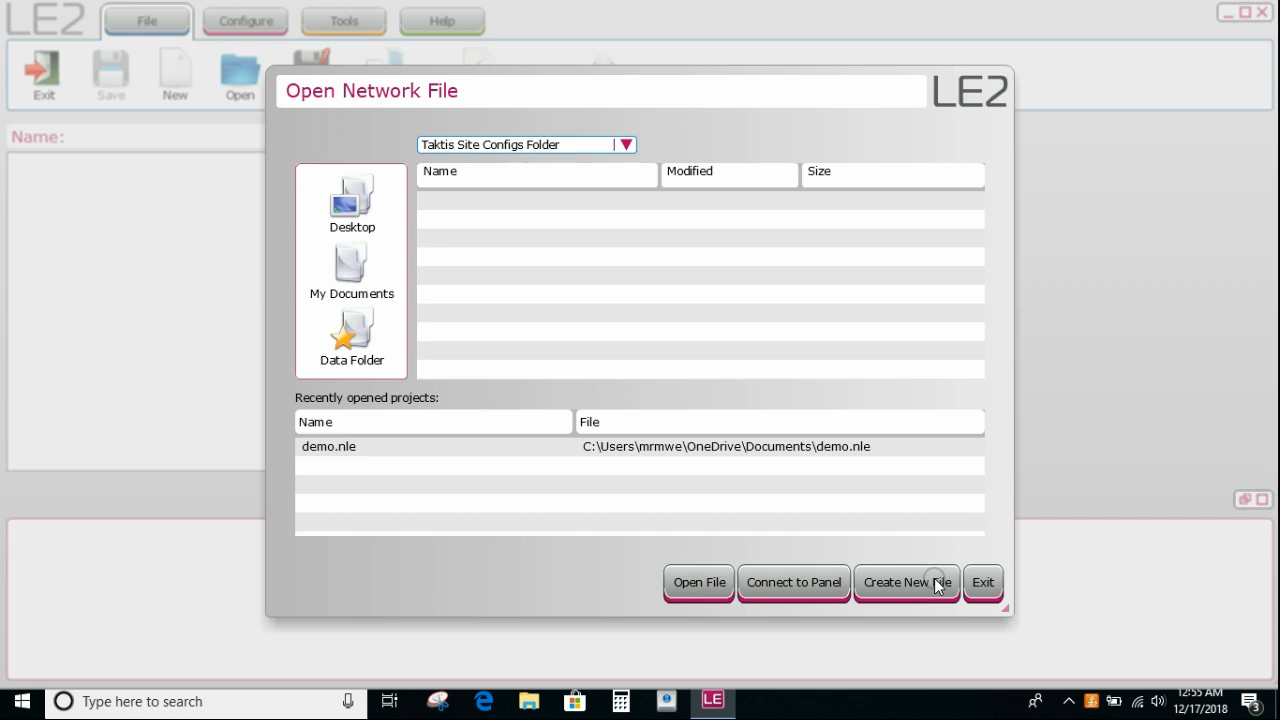 LE2
File
Configure
Tools
Help
Exit
Save
New
Open
Name:
Open Network File
LE2
Taktis Site Configs Folder
Name
Modified
Size
Desktop
My Documents
Data Folder
Recently opened projects:
Name
File
demo.nle
C:\Users\mrmwe\OneDrive\Documents\demo.nle
Open File
Connect to Panel
Create New File
Exit
Type here to search
LE
12:55 AM
12/17/2018
3